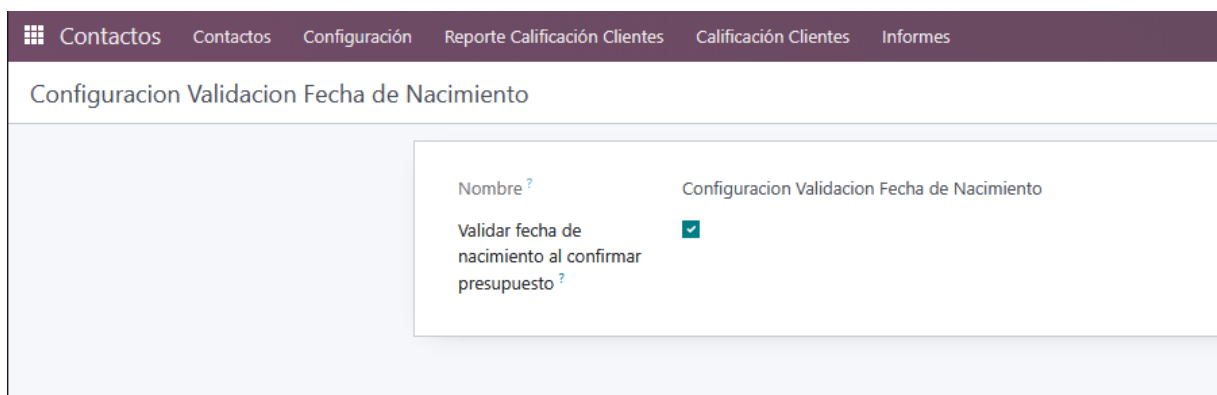 Contactos Contactos Configuración Reporte Calificación Clientes Calificación Clientes Informes
Configuracion Validacion Fecha de Nacimiento
Nombre ? Configuracion Validacion Fecha de Nacimiento
Validar fecha de
nacimiento al confirmar
presupuesto ?